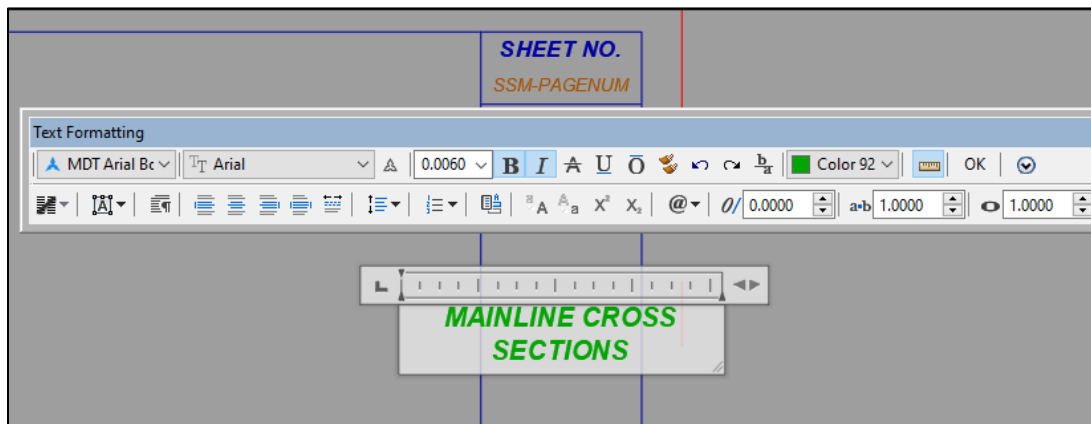 SHEET NO.
SSM-PAGENUM
Text Formatting
MDT Arial Bc Arial 0.0060 B I A U O b/a Color 92 OK
@ 0/ 0.0000 a•b 1.0000 1.0000
MAINLINE CROSS
SECTIONS